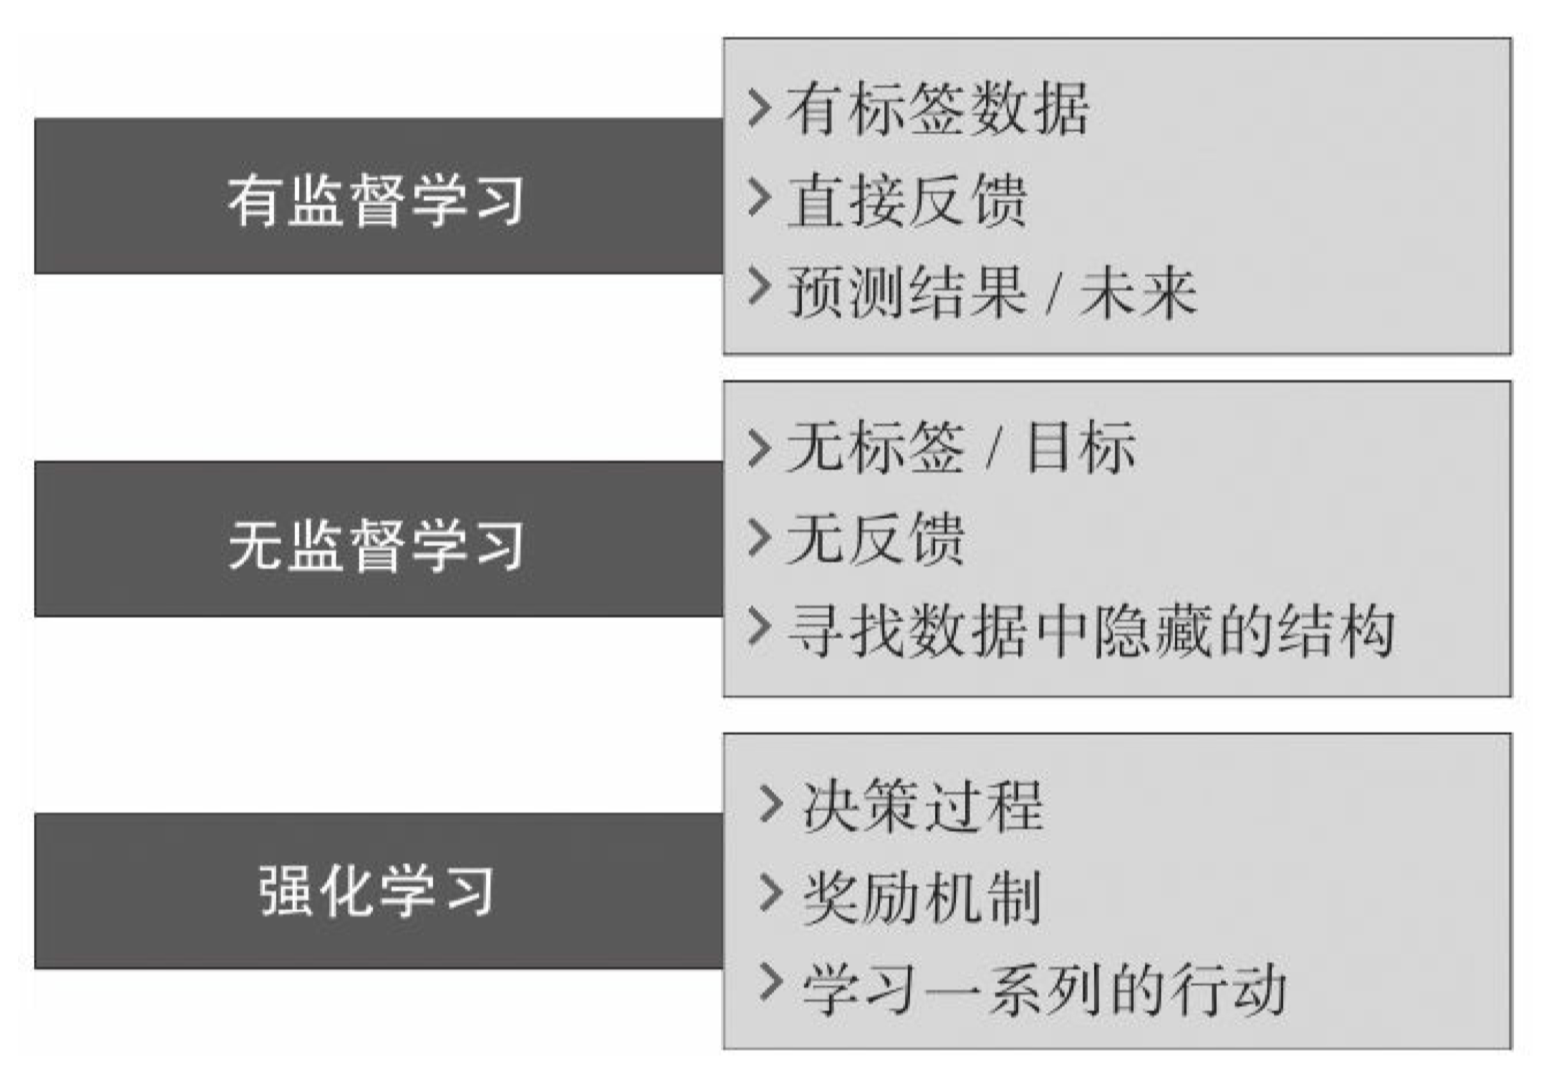 有监督学习
有标签数据
直接反馈
预测结果 / 未来
无监督学习
无标签 / 目标
无反馈
寻找数据中隐藏的结构
强化学习
决策过程
奖励机制
学习一系列的行动